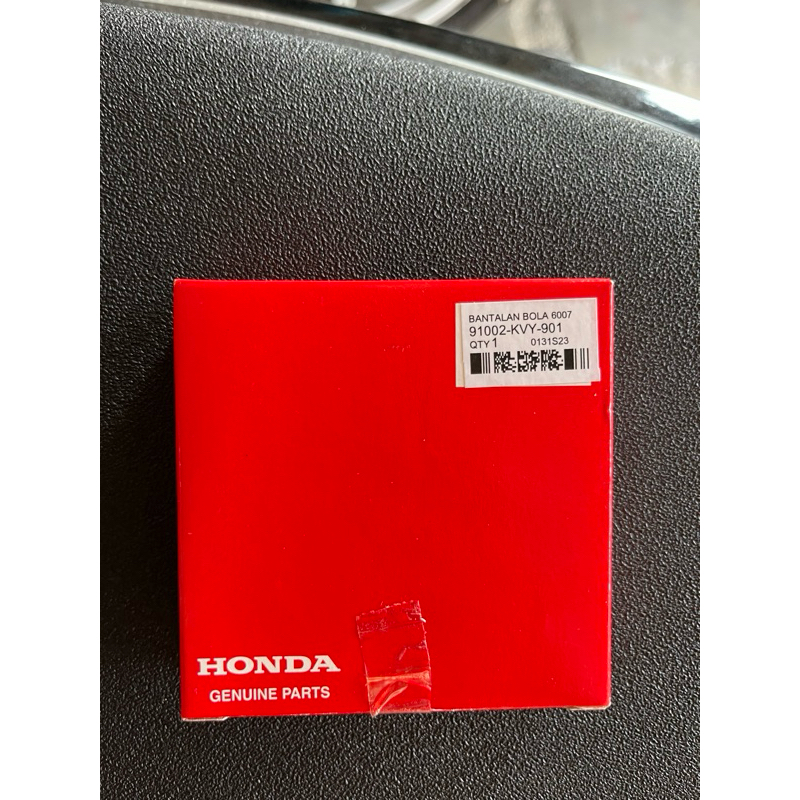 BANTALAN BOLA 6007
91002-KVY-901
QTY 1 0131S23
HONDA
GENUINE PARTS